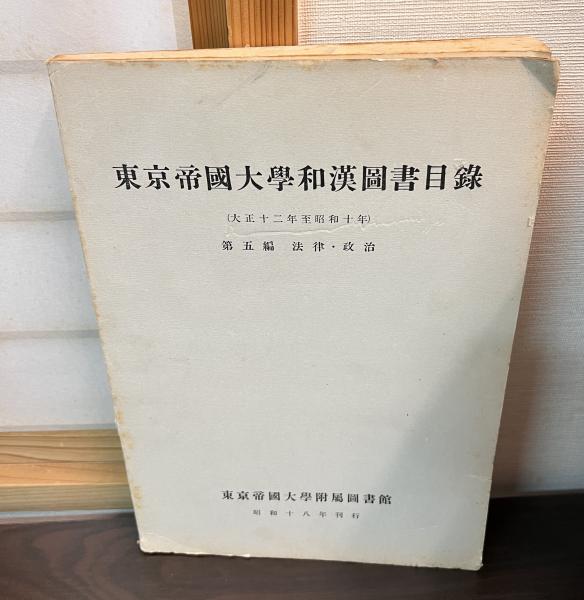 東京帝國大學和漢圖書目錄
(大正十二年至昭和十年)
第五編 法律・政治
東京帝國大學附屬圖書館
昭和十八年刊行